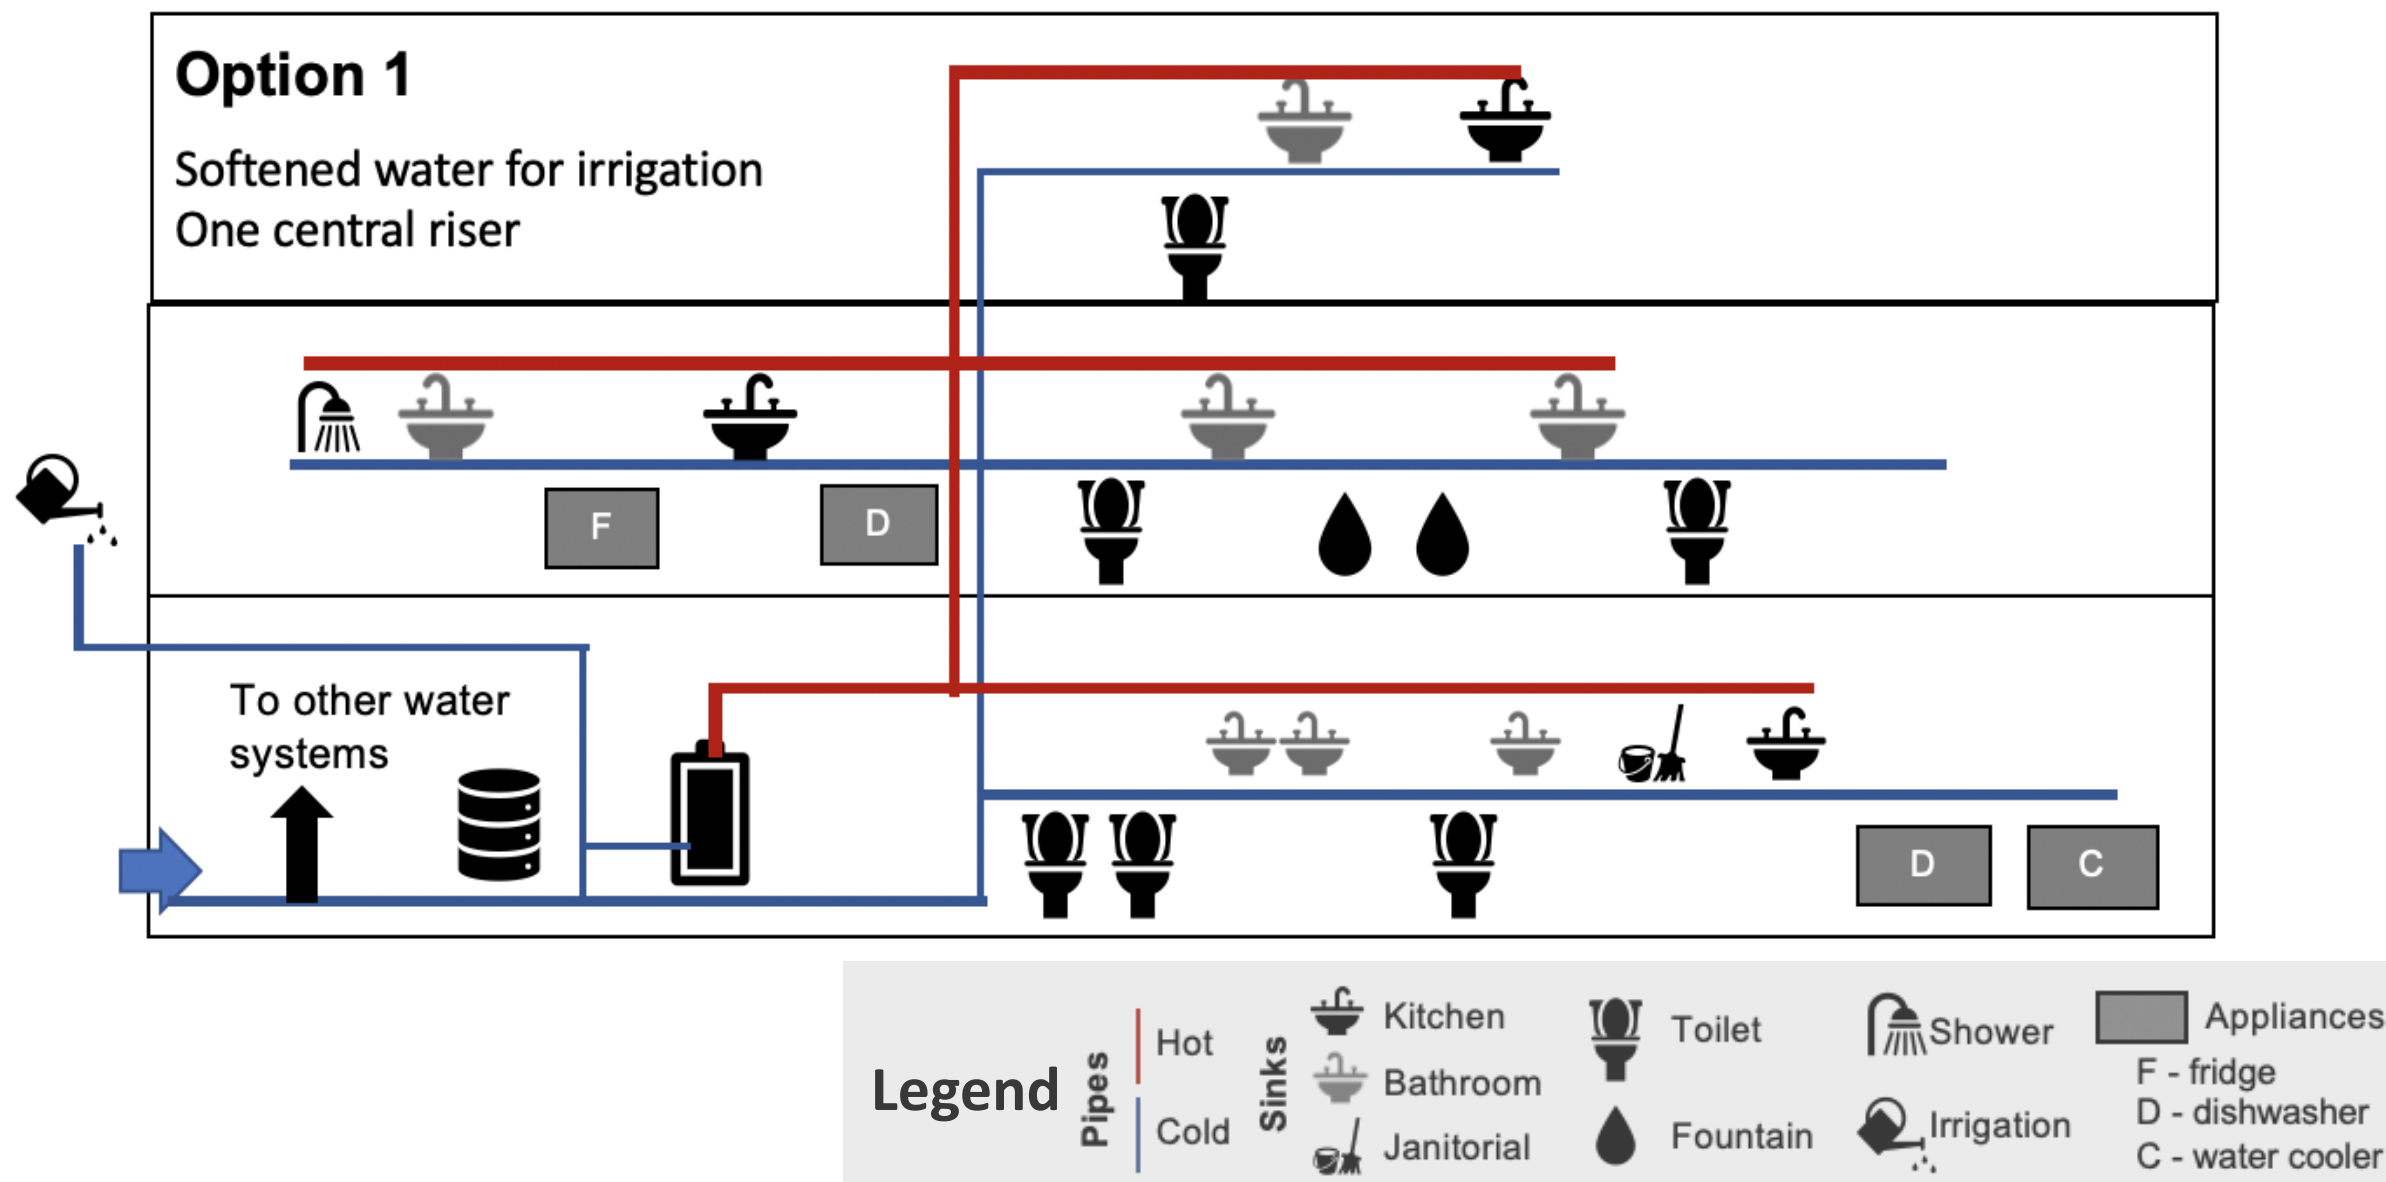 Option 1
Softened water for irrigation
One central riser
F
D
To other water
systems
D
C
Legend
Pipes
Hot
Cold
Sinks
Kitchen
Bathroom
Janitorial
Toilet
Fountain
Shower
Irrigation
Appliances
F - fridge
D - dishwasher
C - water cooler